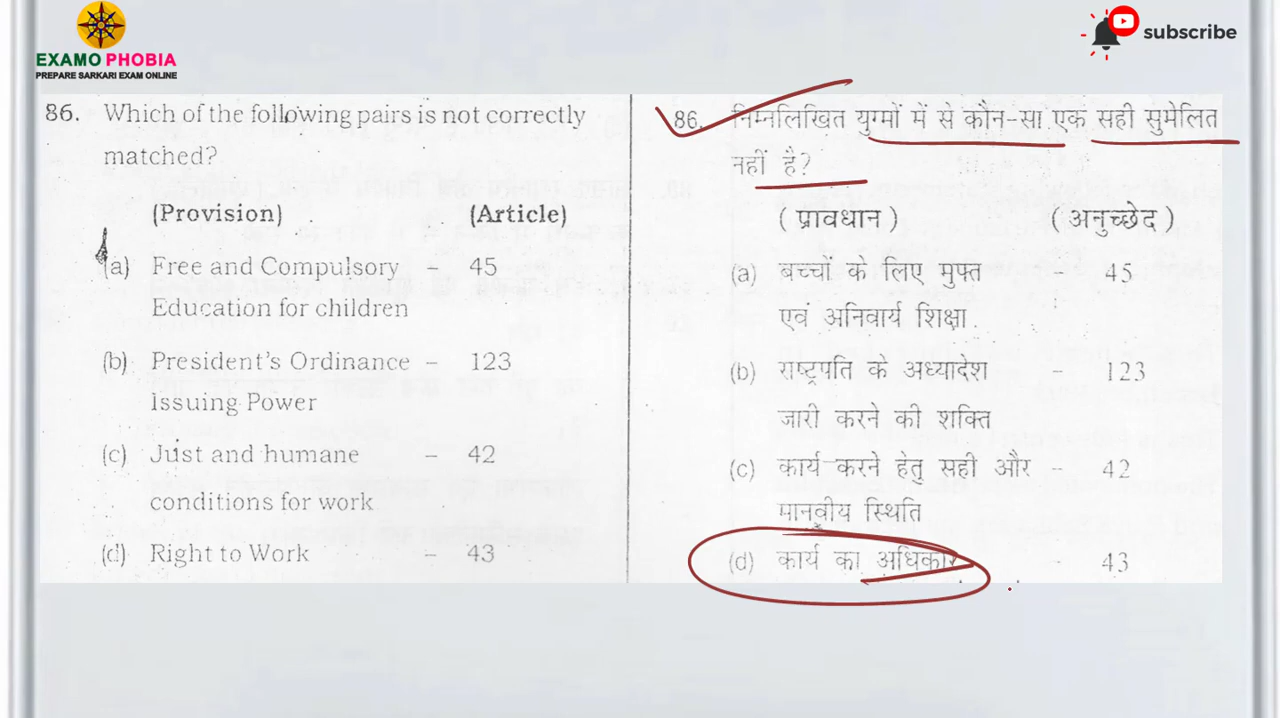 EXAMO PHOBIA
PREPARE SARKARI EXAM ONLINE
subscribe
86. Which of the following pairs is not correctly
matched?
(Provision) (Article)
(a) Free and Compulsory – 45
Education for children
(b) President's Ordinance – 123
Issuing Power
(c) Just and humane – 42
conditions for work
(d) Right to Work – 43
86. निम्नलिखित युग्मों में से कौन-सा एक सही सुमेलित
नहीं है?
( प्रावधान ) ( अनुच्छेद )
(a) बच्चों के लिए मुफ्त – 45
एवं अनिवार्य शिक्षा
(b) राष्ट्रपति के अध्यादेश – 123
जारी करने की शक्ति
(c) कार्य करने हेतु सही और – 42
मानवीय स्थिति
(d) कार्य का अधिकार – 43